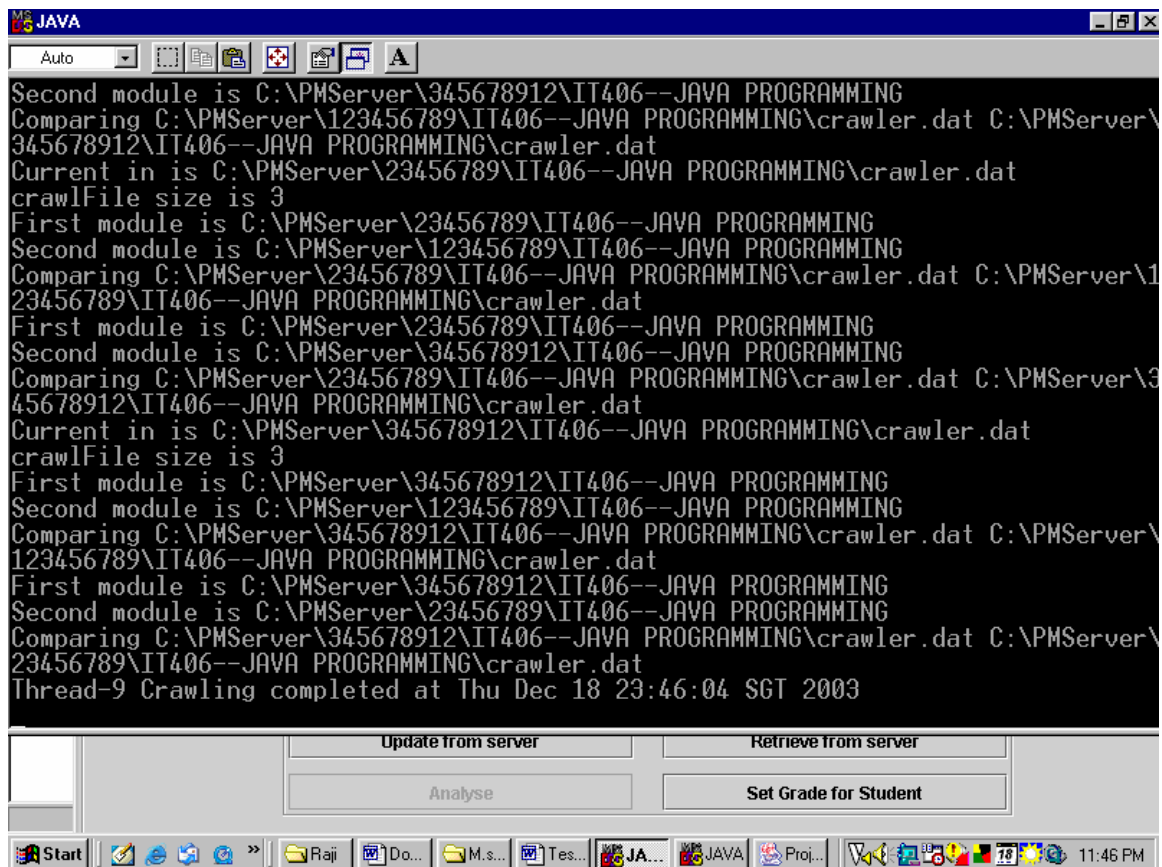 JAVA
Auto
A
Second module is C:\PMServer\345678912\IT406--JAVA PROGRAMMING
Comparing C:\PMServer\123456789\IT406--JAVA PROGRAMMING\crawler.dat C:\PMServer\
345678912\IT406--JAVA PROGRAMMING\crawler.dat
Current in is C:\PMServer\23456789\IT406--JAVA PROGRAMMING\crawler.dat
crawlFile size is 3
First module is C:\PMServer\23456789\IT406--JAVA PROGRAMMING
Second module is C:\PMServer\123456789\IT406--JAVA PROGRAMMING
Comparing C:\PMServer\23456789\IT406--JAVA PROGRAMMING\crawler.dat C:\PMServer\1
23456789\IT406--JAVA PROGRAMMING\crawler.dat
First module is C:\PMServer\23456789\IT406--JAVA PROGRAMMING
Second module is C:\PMServer\345678912\IT406--JAVA PROGRAMMING
Comparing C:\PMServer\23456789\IT406--JAVA PROGRAMMING\crawler.dat C:\PMServer\3
45678912\IT406--JAVA PROGRAMMING\crawler.dat
Current in is C:\PMServer\345678912\IT406--JAVA PROGRAMMING\crawler.dat
crawlFile size is 3
First module is C:\PMServer\345678912\IT406--JAVA PROGRAMMING
Second module is C:\PMServer\123456789\IT406--JAVA PROGRAMMING
Comparing C:\PMServer\345678912\IT406--JAVA PROGRAMMING\crawler.dat C:\PMServer\
123456789\IT406--JAVA PROGRAMMING\crawler.dat
First module is C:\PMServer\345678912\IT406--JAVA PROGRAMMING
Second module is C:\PMServer\23456789\IT406--JAVA PROGRAMMING
Comparing C:\PMServer\345678912\IT406--JAVA PROGRAMMING\crawler.dat C:\PMServer\
23456789\IT406--JAVA PROGRAMMING\crawler.dat
Thread-9 Crawling completed at Thu Dec 18 23:46:04 SGT 2003
Update from server Retrieve from server
Analyse Set Grade for Student
Start » Raji Do... M.s... Tes... JA... JAVA Proj... 18 11:46 PM